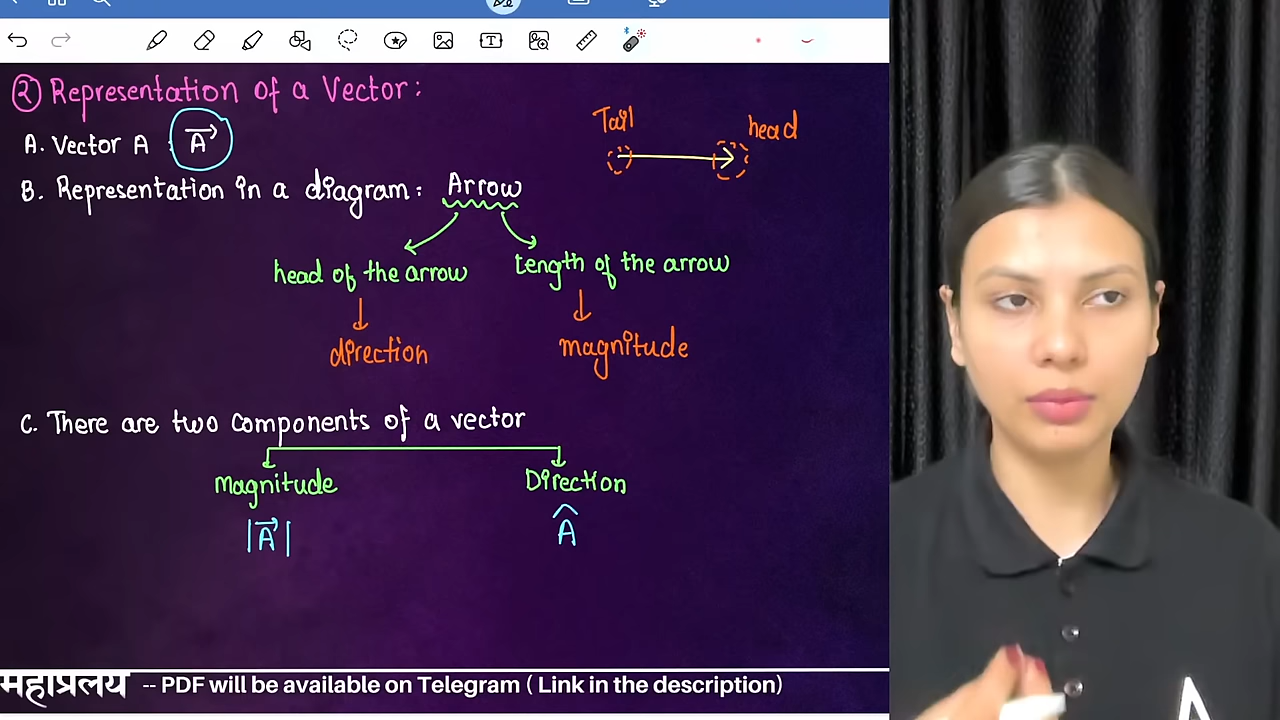 ② Representation of a Vector:
Tail
head
A. Vector A : A⃗
B. Representation in a diagram: Arrow
head of the arrow
length of the arrow
direction
magnitude
C. There are two components of a vector
Magnitude
Direction
|A⃗|
Â
महाप्रलय -- PDF will be available on Telegram ( Link in the description)